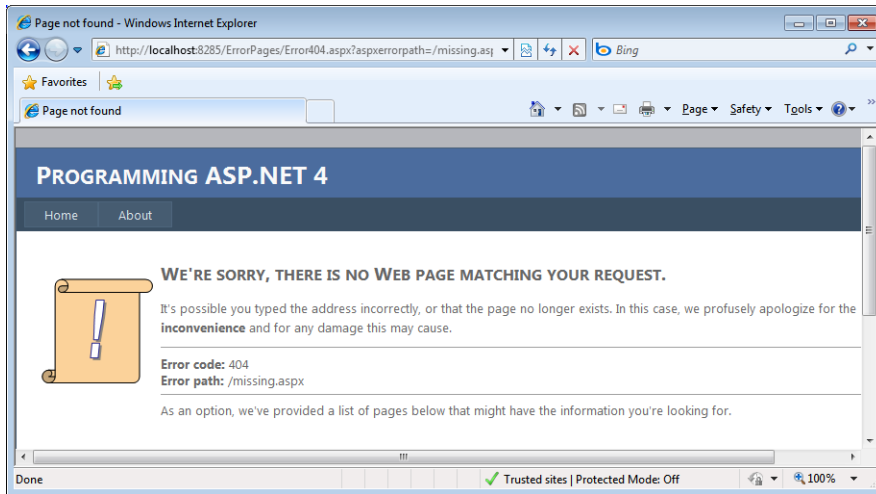 Page not found - Windows Internet Explorer
http://localhost:8285/ErrorPages/Error404.aspx?aspxerrorpath=/missing.asp
Bing
Favorites
Page not found
Page Safety Tools
PROGRAMMING ASP.NET 4
Home About
WE'RE SORRY, THERE IS NO WEB PAGE MATCHING YOUR REQUEST.
It's possible you typed the address incorrectly, or that the page no longer exists. In this case, we profusely apologize for the
inconvenience and for any damage this may cause.
!
Error code: 404
Error path: /missing.aspx
As an option, we've provided a list of pages below that might have the information you're looking for.
Done Trusted sites | Protected Mode: Off 100%